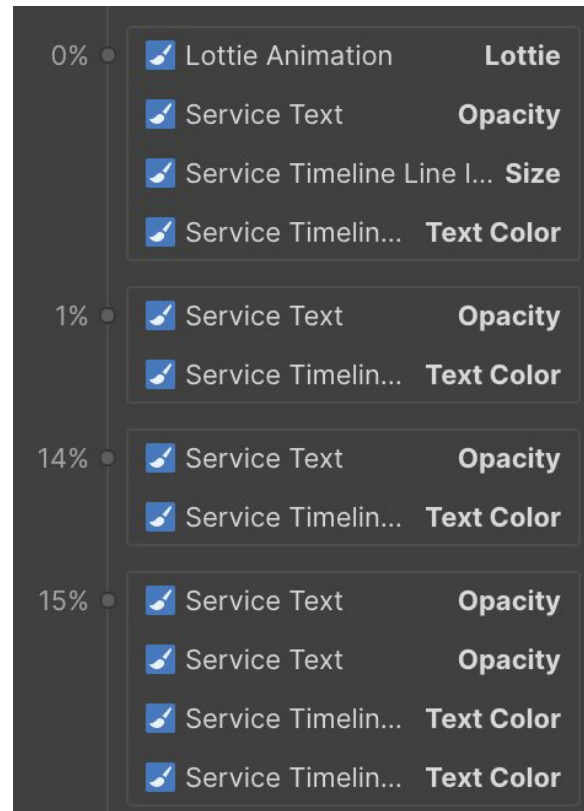 0% Lottie Animation Lottie
Service Text Opacity
Service Timeline Line I... Size
Service Timelin... Text Color
1% Service Text Opacity
Service Timelin... Text Color
14% Service Text Opacity
Service Timelin... Text Color
15% Service Text Opacity
Service Text Opacity
Service Timelin... Text Color
Service Timelin... Text Color